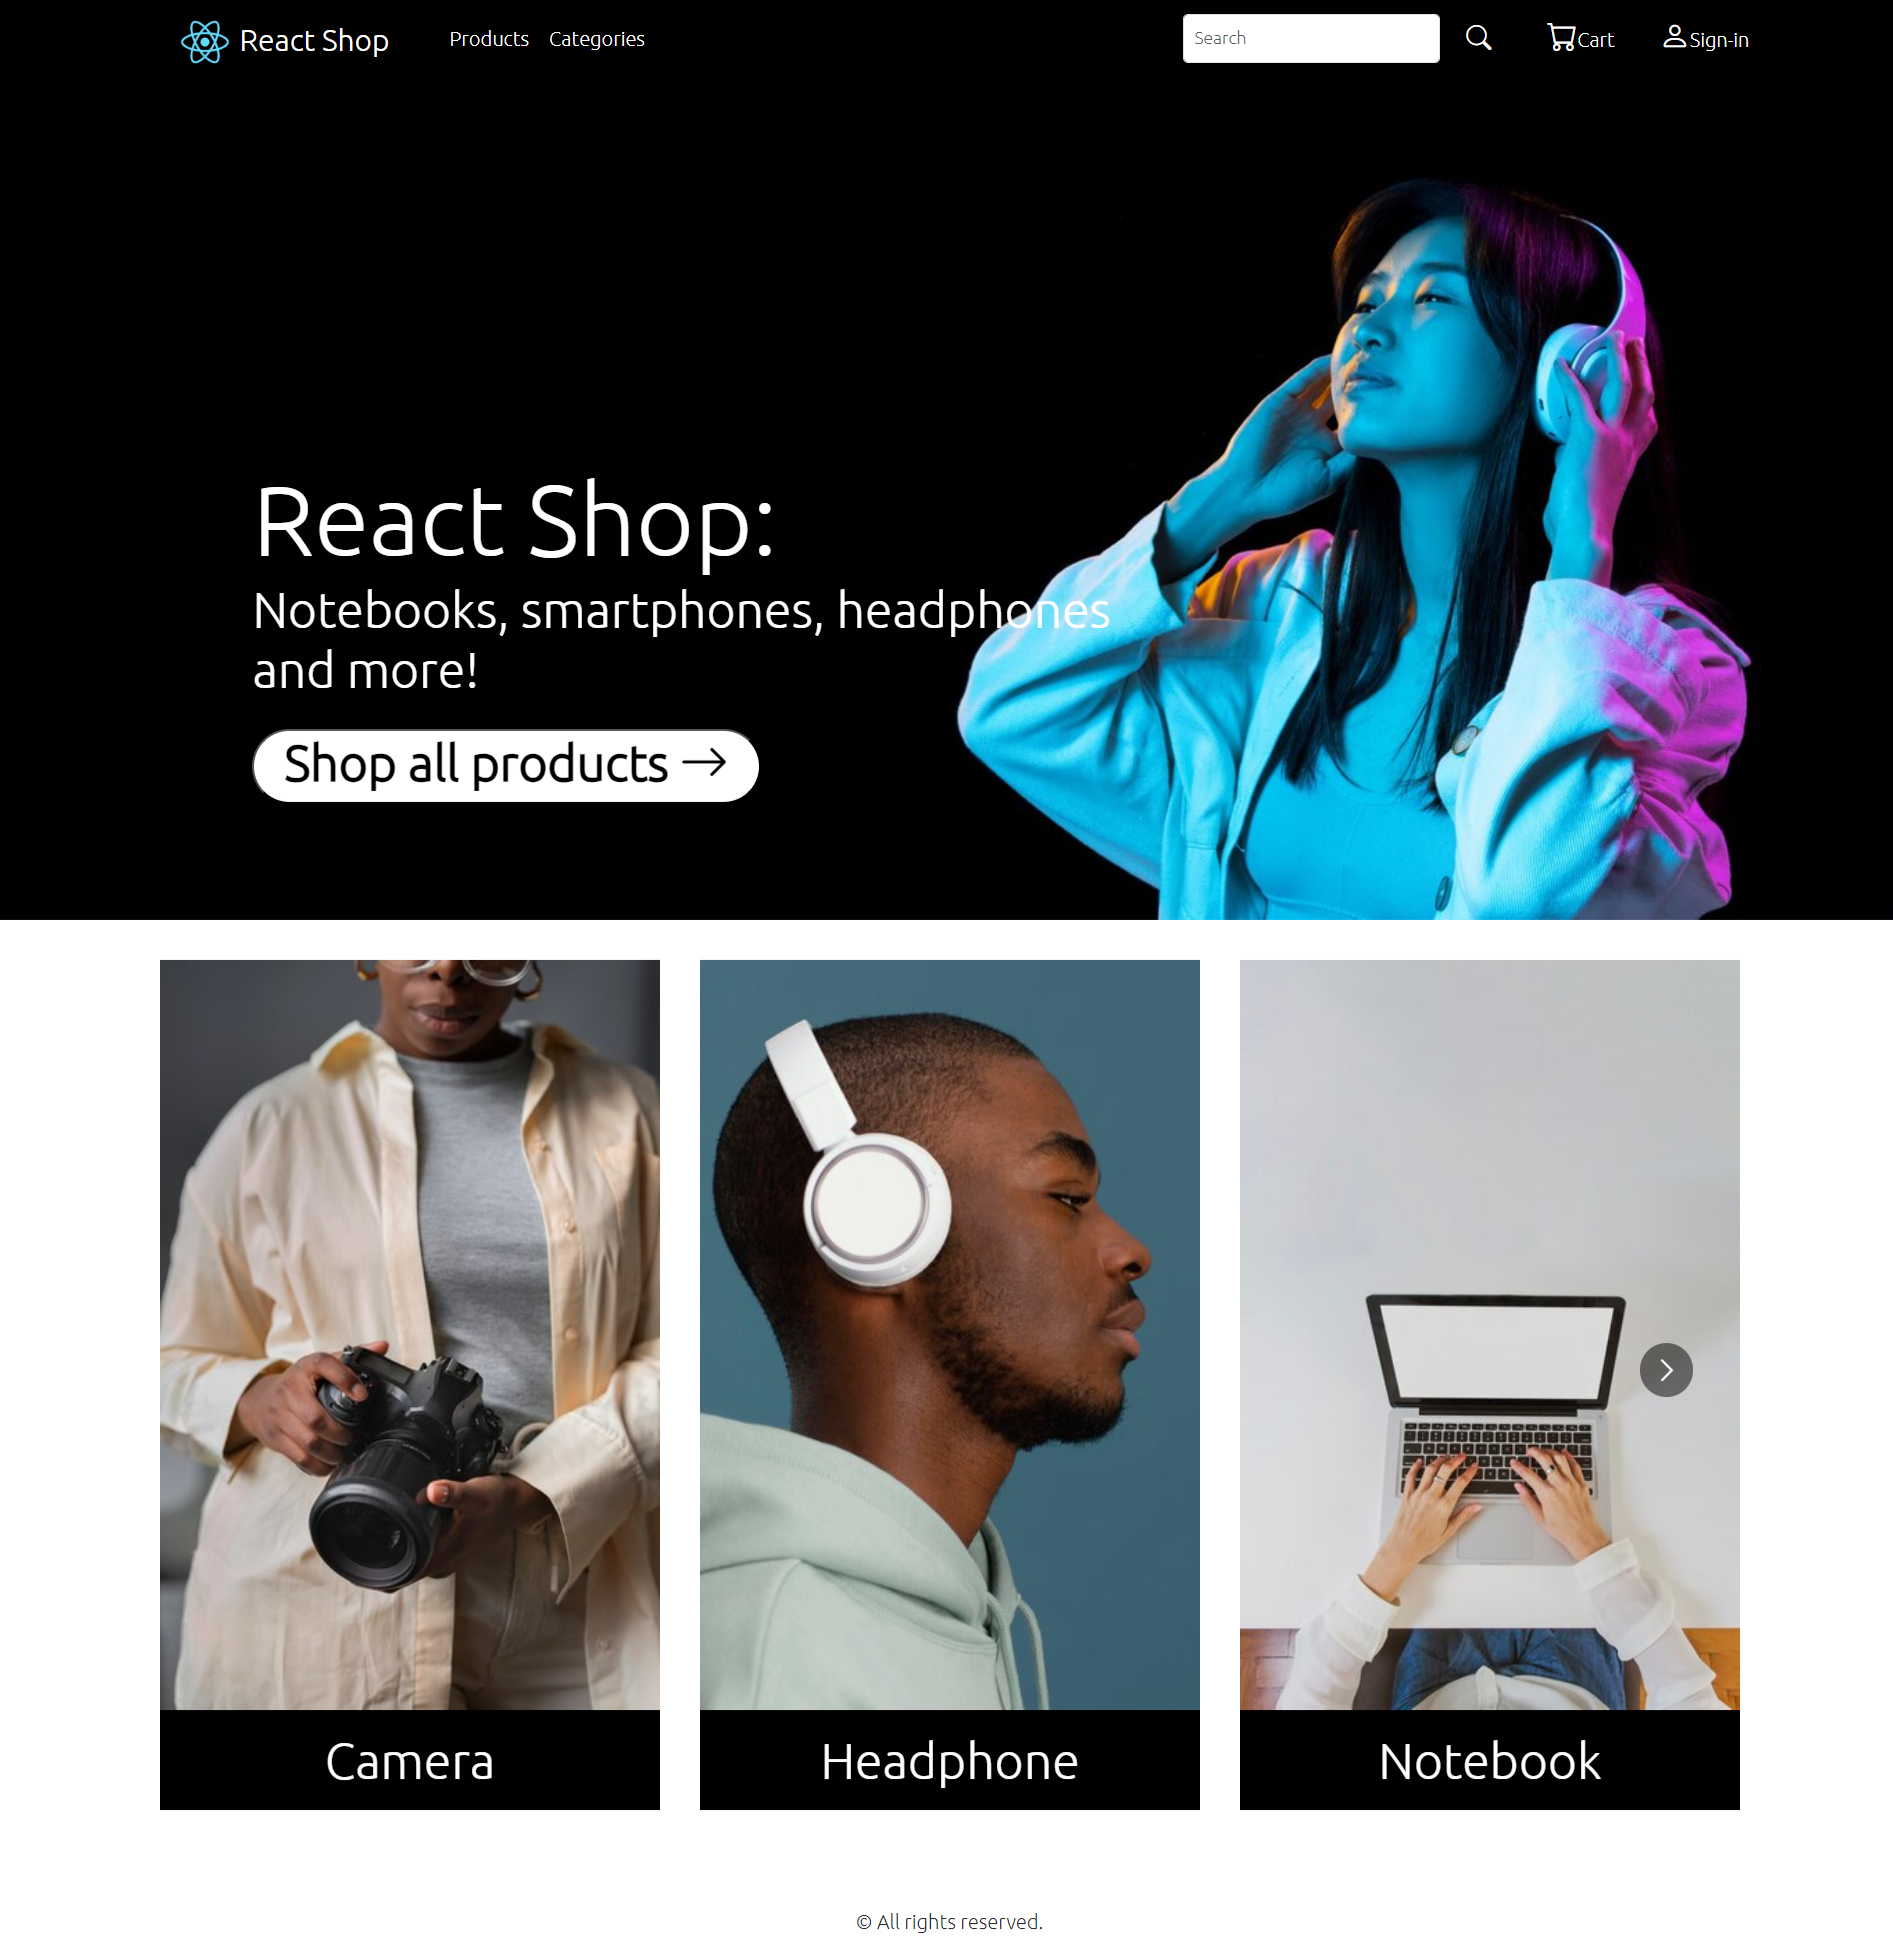 React Shop
Products
Categories
Search
Cart
Sign-in
React Shop:
Notebooks, smartphones, headphones
and more!
Shop all products
Camera
Headphone
Notebook
© All rights reserved.